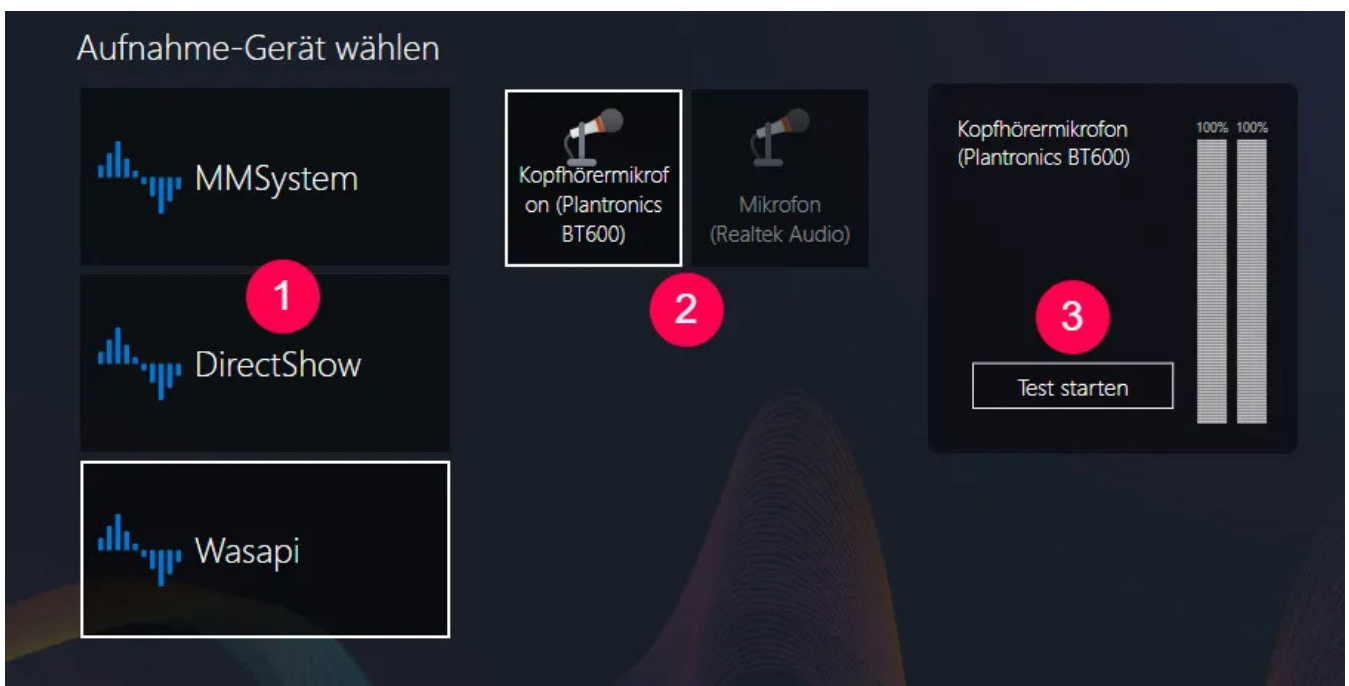 Aufnahme-Gerät wählen
MMSystem
1
DirectShow
Wasapi
Kopfhörermikrof
on (Plantronics
BT600)
Mikrofon
(Realtek Audio)
2
Kopfhörermikrofon
(Plantronics BT600)
100% 100%
3
Test starten